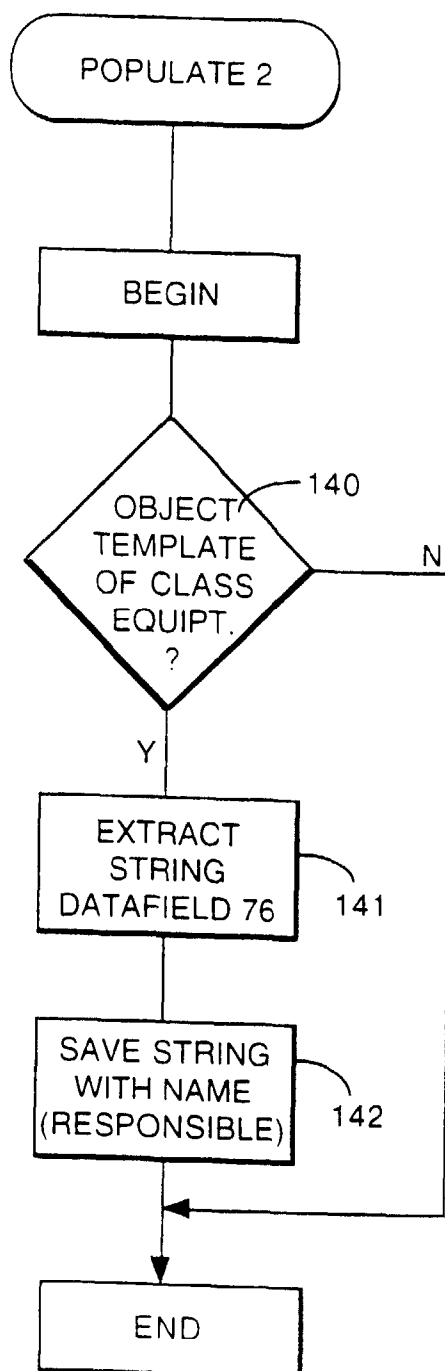 POPULATE 2
BEGIN
140
OBJECT
TEMPLATE
OF CLASS
EQUIPT.
?
N
Y
EXTRACT
STRING
DATAFIELD 76
141
SAVE STRING
WITH NAME
(RESPONSIBLE)
142
END